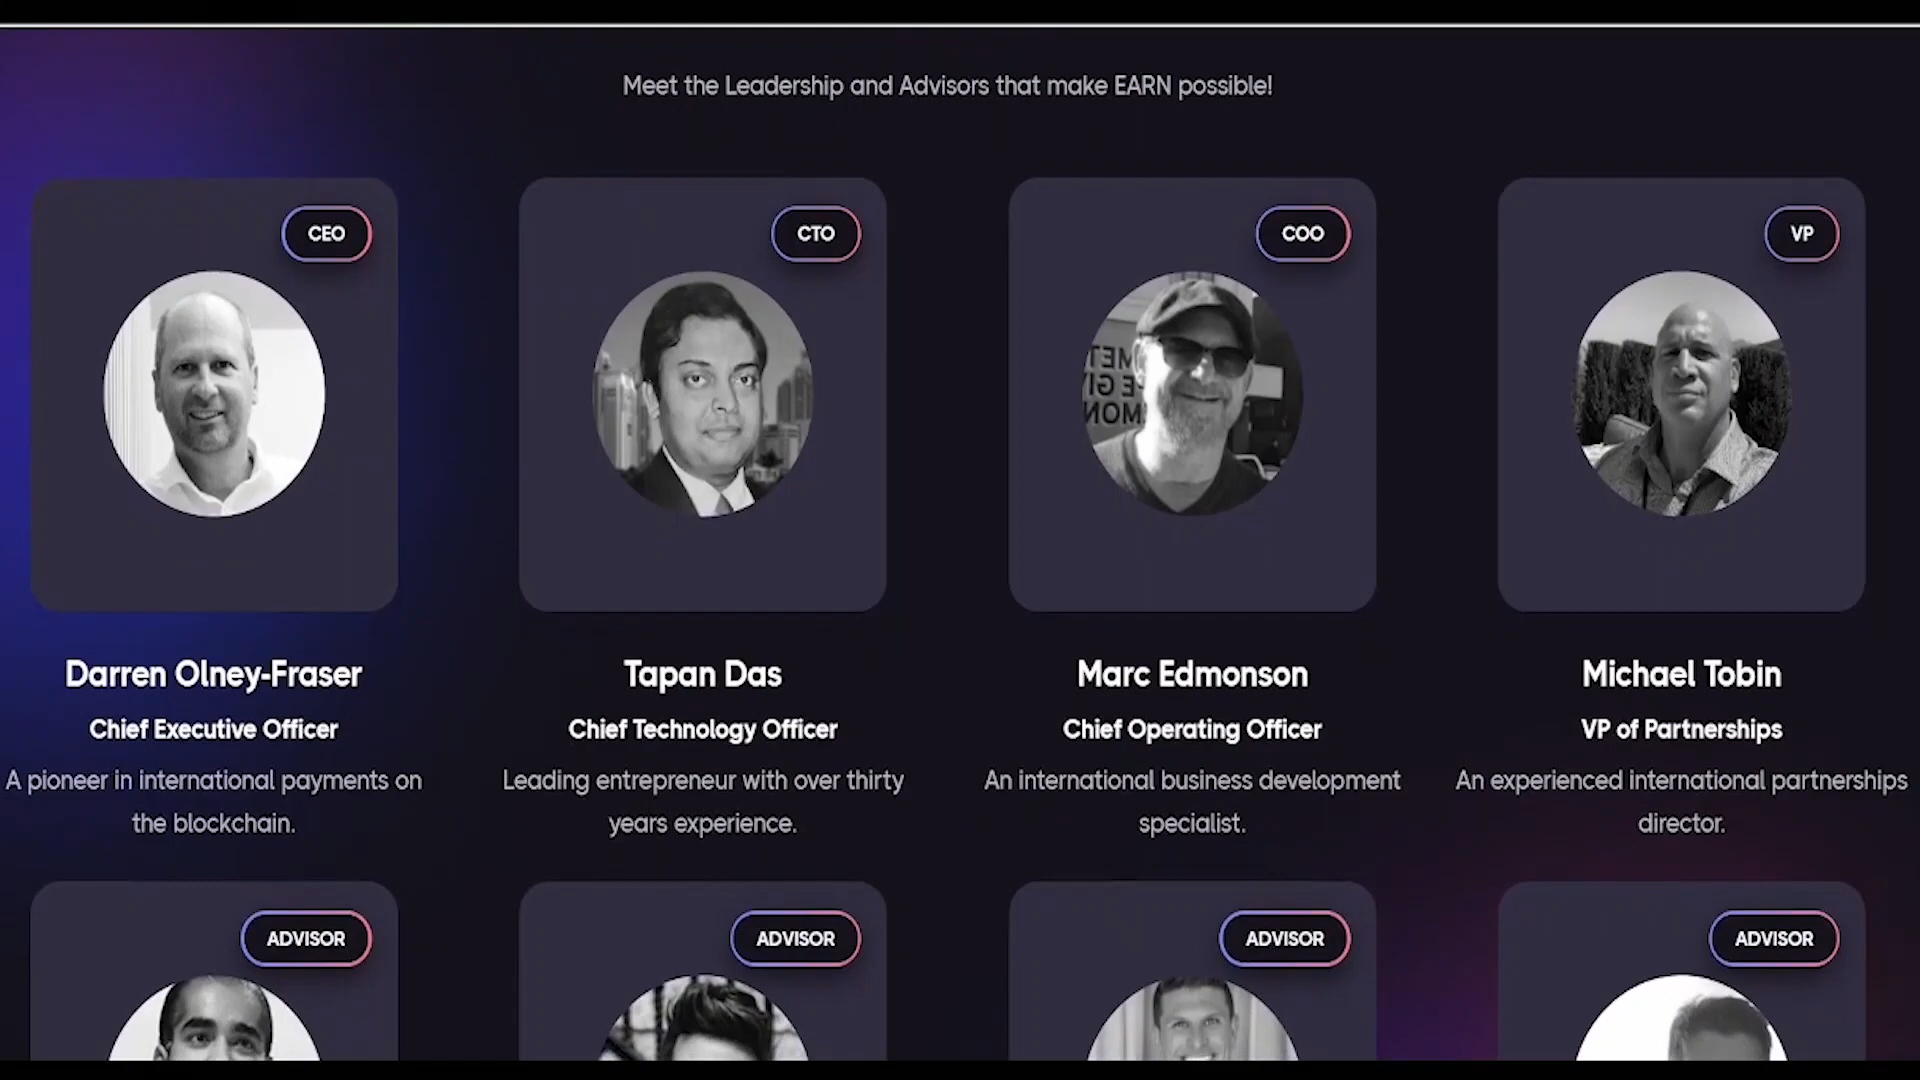 Meet the Leadership and Advisors that make EARN possible!
CEO
CTO
COO
VP
Darren Olney-Fraser
Tapan Das
Marc Edmonson
Michael Tobin
Chief Executive Officer
Chief Technology Officer
Chief Operating Officer
VP of Partnerships
A pioneer in international payments on
the blockchain.
Leading entrepreneur with over thirty
years experience.
An international business development
specialist.
An experienced international partnerships
director.
ADVISOR
ADVISOR
ADVISOR
ADVISOR